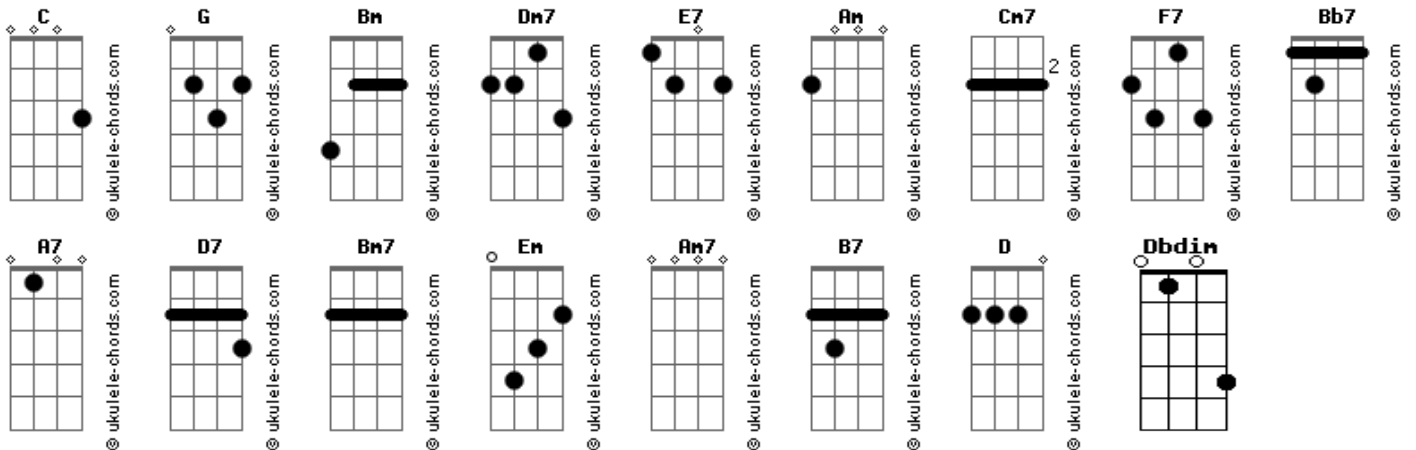 C G Bm Dm7 E7 Am Cm7 F7 Bb7
2
© ukulele-chords.com © ukulele-chords.com © ukulele-chords.com © ukulele-chords.com © ukulele-chords.com © ukulele-chords.com © ukulele-chords.com © ukulele-chords.com © ukulele-chords.com
A7 D7 Bm7 Em Am7 B7 D Dbdim
© ukulele-chords.com © ukulele-chords.com © ukulele-chords.com © ukulele-chords.com © ukulele-chords.com © ukulele-chords.com © ukulele-chords.com